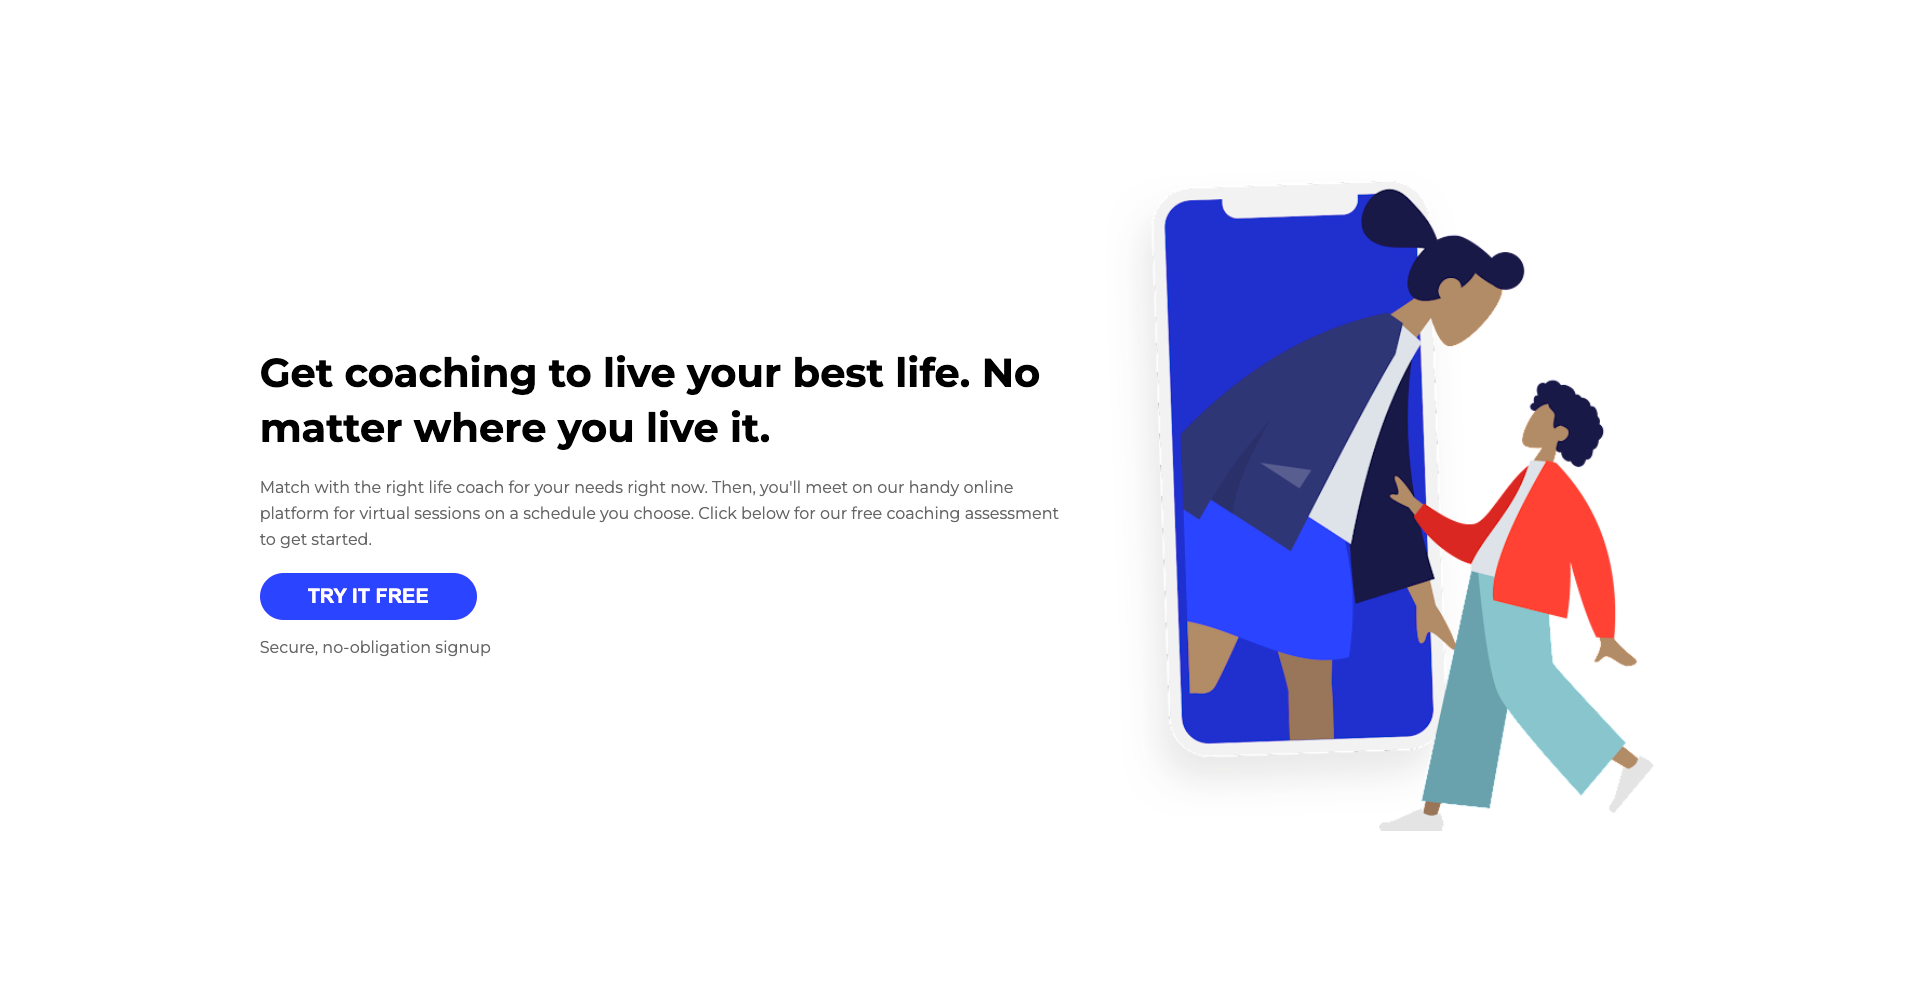 Get coaching to live your best life. No
matter where you live it.
Match with the right life coach for your needs right now. Then, you'll meet on our handy online
platform for virtual sessions on a schedule you choose. Click below for our free coaching assessment
to get started.
TRY IT FREE
Secure, no-obligation signup